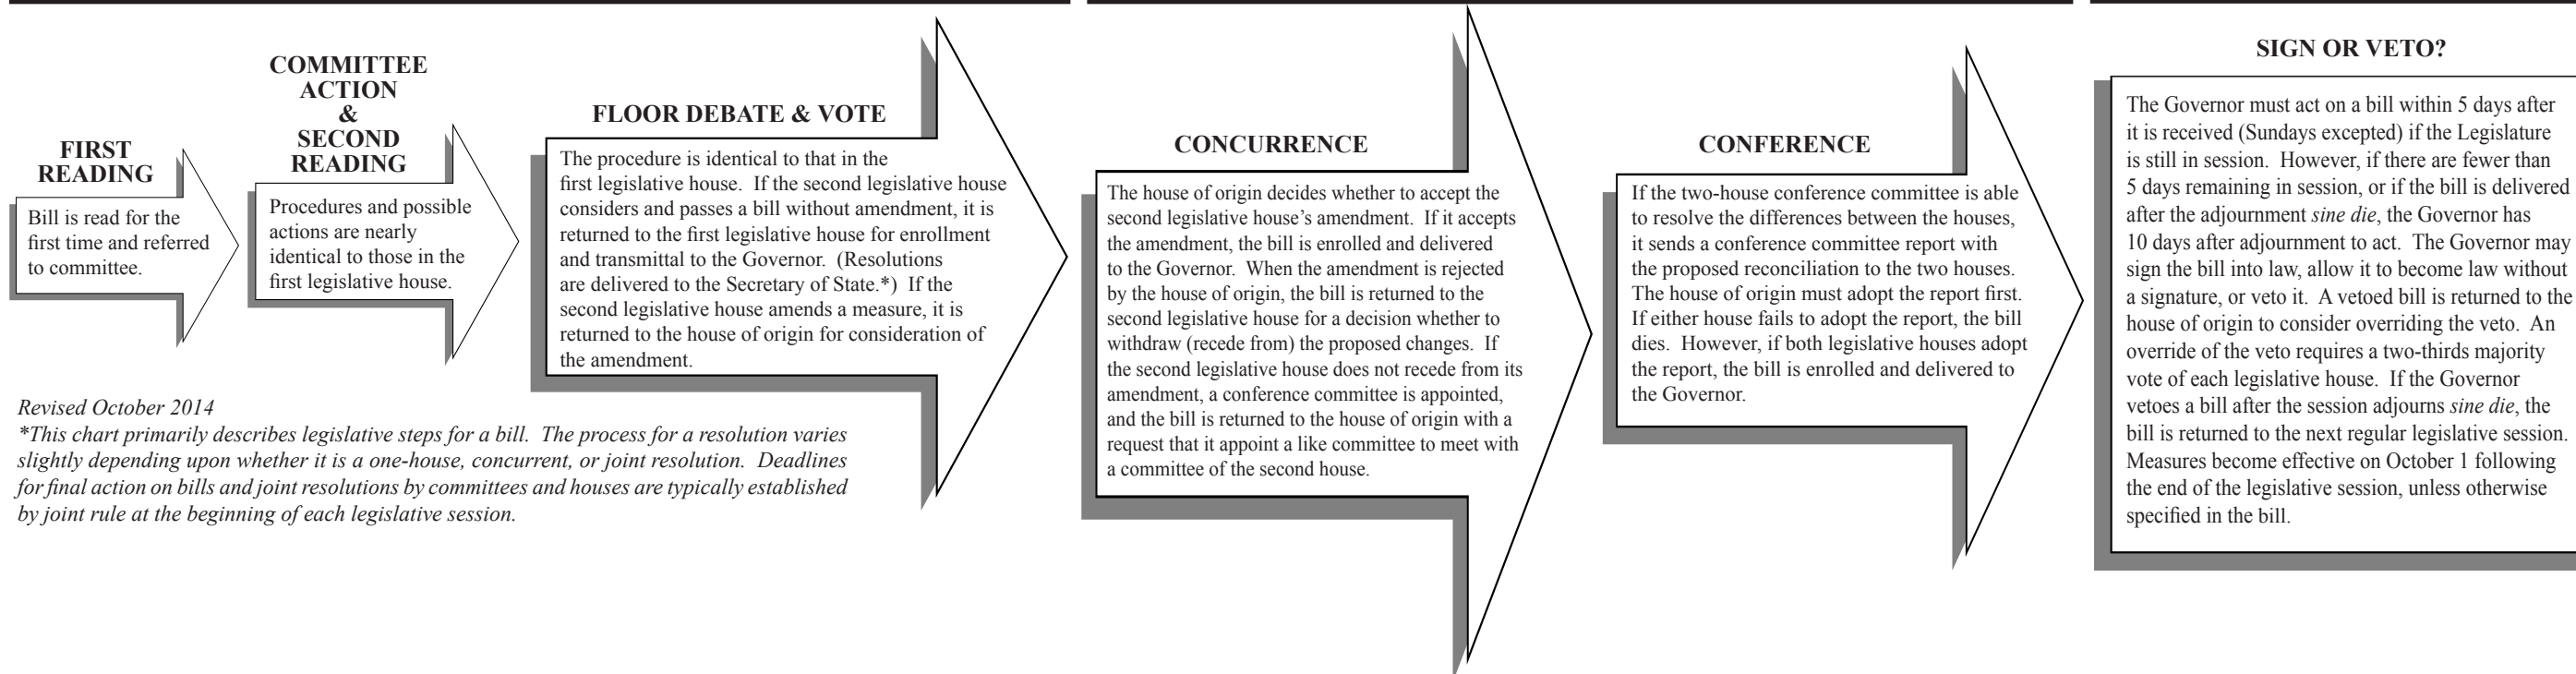 FIRST
READING
Bill is read for the
first time and referred
to committee.
COMMITTEE
ACTION
&
SECOND
READING
Procedures and possible
actions are nearly
identical to those in the
first legislative house.
FLOOR DEBATE & VOTE
The procedure is identical to that in the
first legislative house.  If the second legislative house
considers and passes a bill without amendment, it is
returned to the first legislative house for enrollment
and transmittal to the Governor.  (Resolutions
are delivered to the Secretary of State.*)  If the
second legislative house amends a measure, it is
returned to the house of origin for consideration of
the amendment.
Revised October 2014
*This chart primarily describes legislative steps for a bill.  The process for a resolution varies
slightly depending upon whether it is a one-house, concurrent, or joint resolution.  Deadlines
for final action on bills and joint resolutions by committees and houses are typically established
by joint rule at the beginning of each legislative session.
CONCURRENCE
The house of origin decides whether to accept the
second legislative house’s amendment.  If it accepts
the amendment, the bill is enrolled and delivered
to the Governor.  When the amendment is rejected
by the house of origin, the bill is returned to the
second legislative house for a decision whether to
withdraw (recede from) the proposed changes.  If
the second legislative house does not recede from its
amendment, a conference committee is appointed,
and the bill is returned to the house of origin with a
request that it appoint a like committee to meet with
a committee of the second house.
CONFERENCE
If the two-house conference committee is able
to resolve the differences between the houses,
it sends a conference committee report with
the proposed reconciliation to the two houses.
The house of origin must adopt the report first.
If either house fails to adopt the report, the bill
dies.  However, if both legislative houses adopt
the report, the bill is enrolled and delivered to
the Governor.
SIGN OR VETO?
The Governor must act on a bill within 5 days after
it is received (Sundays excepted) if the Legislature
is still in session.  However, if there are fewer than
5 days remaining in session, or if the bill is delivered
after the adjournment sine die, the Governor has
10 days after adjournment to act.  The Governor may
sign the bill into law, allow it to become law without
a signature, or veto it.  A vetoed bill is returned to the
house of origin to consider overriding the veto.  An
override of the veto requires a two-thirds majority
vote of each legislative house.  If the Governor
vetoes a bill after the session adjourns sine die, the
bill is returned to the next regular legislative session.
Measures become effective on October 1 following
the end of the legislative session, unless otherwise
specified in the bill.